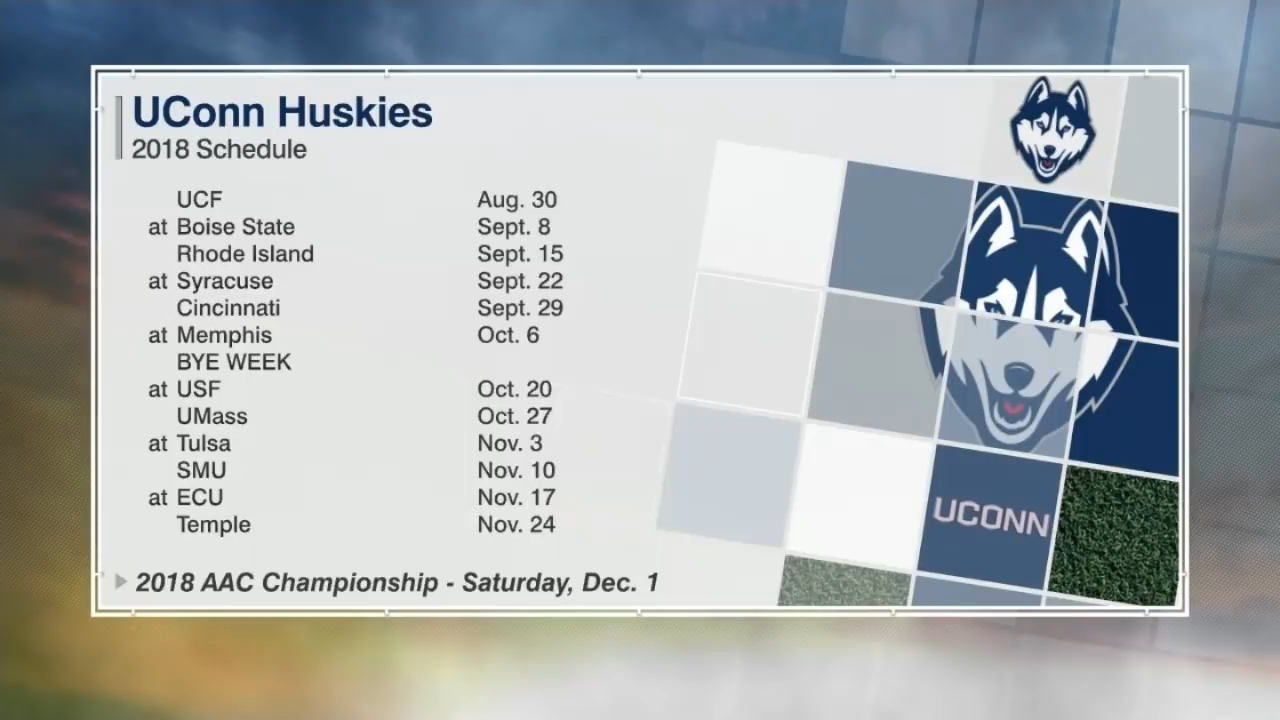 UConn Huskies
2018 Schedule
UCF Aug. 30
at Boise State Sept. 8
Rhode Island Sept. 15
at Syracuse Sept. 22
Cincinnati Sept. 29
at Memphis Oct. 6
BYE WEEK
at USF Oct. 20
UMass Oct. 27
at Tulsa Nov. 3
SMU Nov. 10
at ECU Nov. 17
Temple Nov. 24
2018 AAC Championship - Saturday, Dec. 1
UCONN